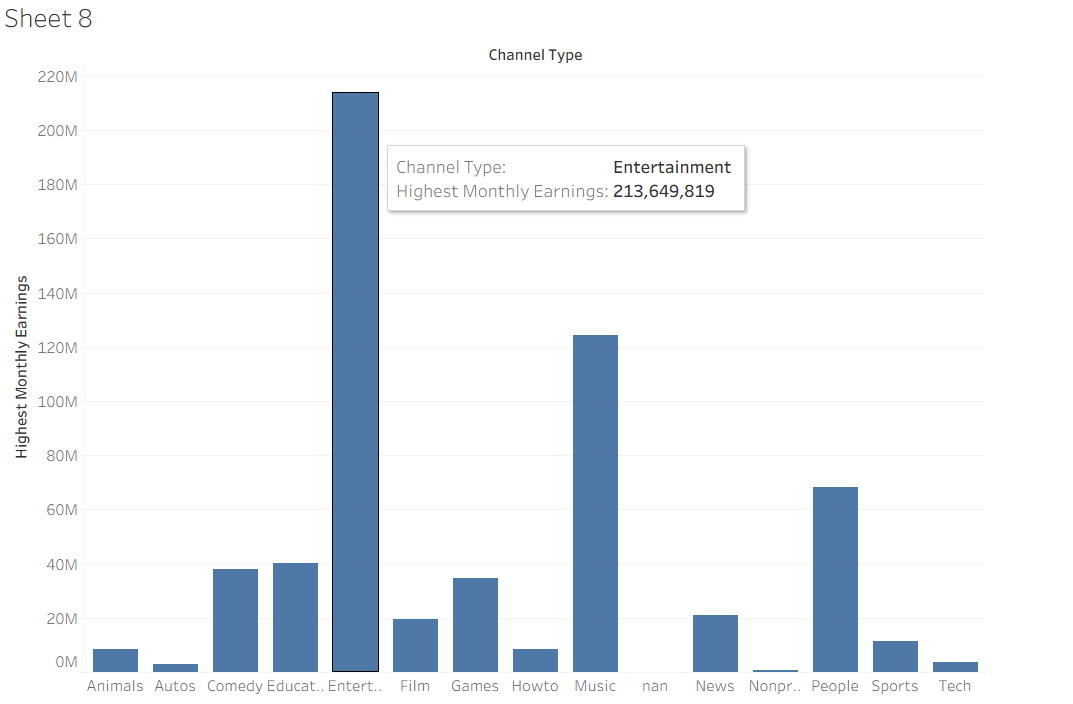 Sheet 8
Channel Type
220M
200M
180M
160M
140M
120M
100M
80M
60M
40M
20M
0M
Highest Monthly Earnings
Channel Type: Entertainment
Highest Monthly Earnings: 213,649,819
Animals Autos Comedy Educat.. Entert.. Film Games Howto Music nan News Nonpr.. People Sports Tech